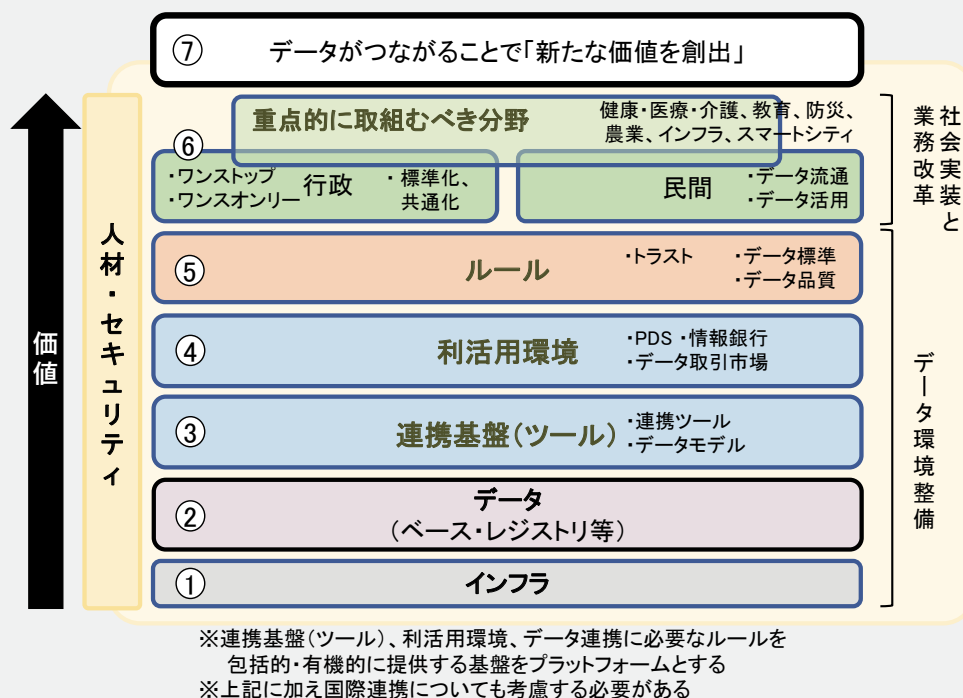 ⑦ データがつながることで「新たな価値を創出」
⑥
重点的に取組むべき分野
健康・医療・介護、教育、防災、
農業、インフラ、スマートシティ
・ワンストップ
・ワンスオンリー
行政
・標準化、
共通化
民間
・データ流通
・データ活用
⑤ ルール
・トラスト
・データ標準
・データ品質
④ 利活用環境
・PDS ・情報銀行
・データ取引市場
③ 連携基盤(ツール)
・連携ツール
・データモデル
② データ
(ベース・レジストリ等)
① インフラ
価値
人材・セキュリティ
社会実装と
業務改革
データ環境整備
※連携基盤(ツール)、利活用環境、データ連携に必要なルールを
包括的・有機的に提供する基盤をプラットフォームとする
※上記に加え国際連携についても考慮する必要がある